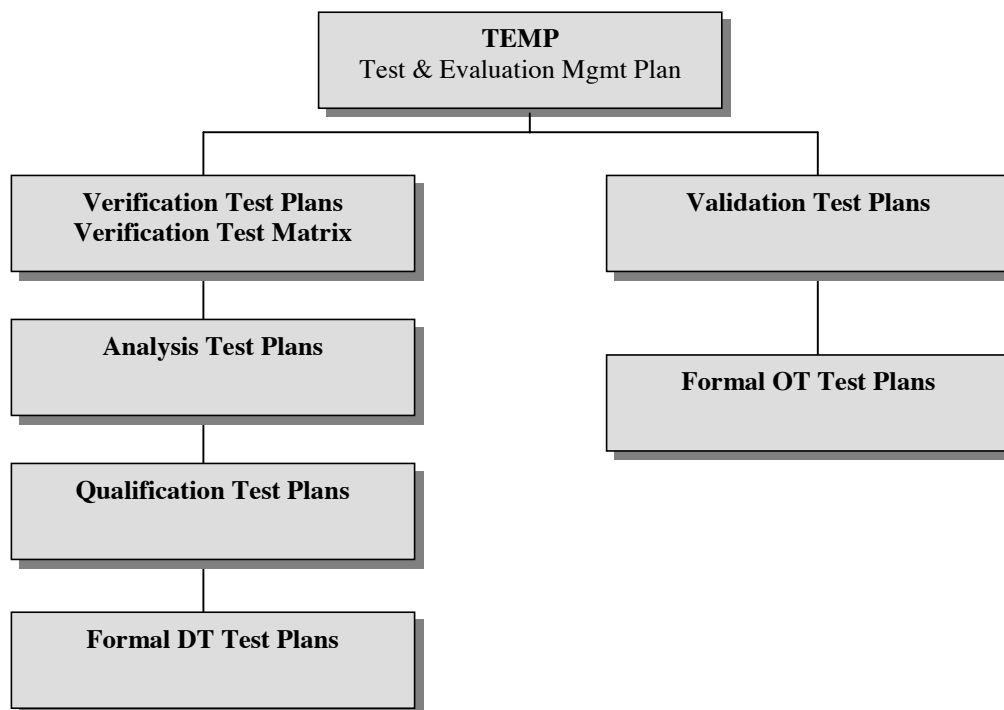 TEMP
Test & Evaluation Mgmt Plan
Verification Test Plans
Verification Test Matrix
Validation Test Plans
Analysis Test Plans
Formal OT Test Plans
Qualification Test Plans
Formal DT Test Plans